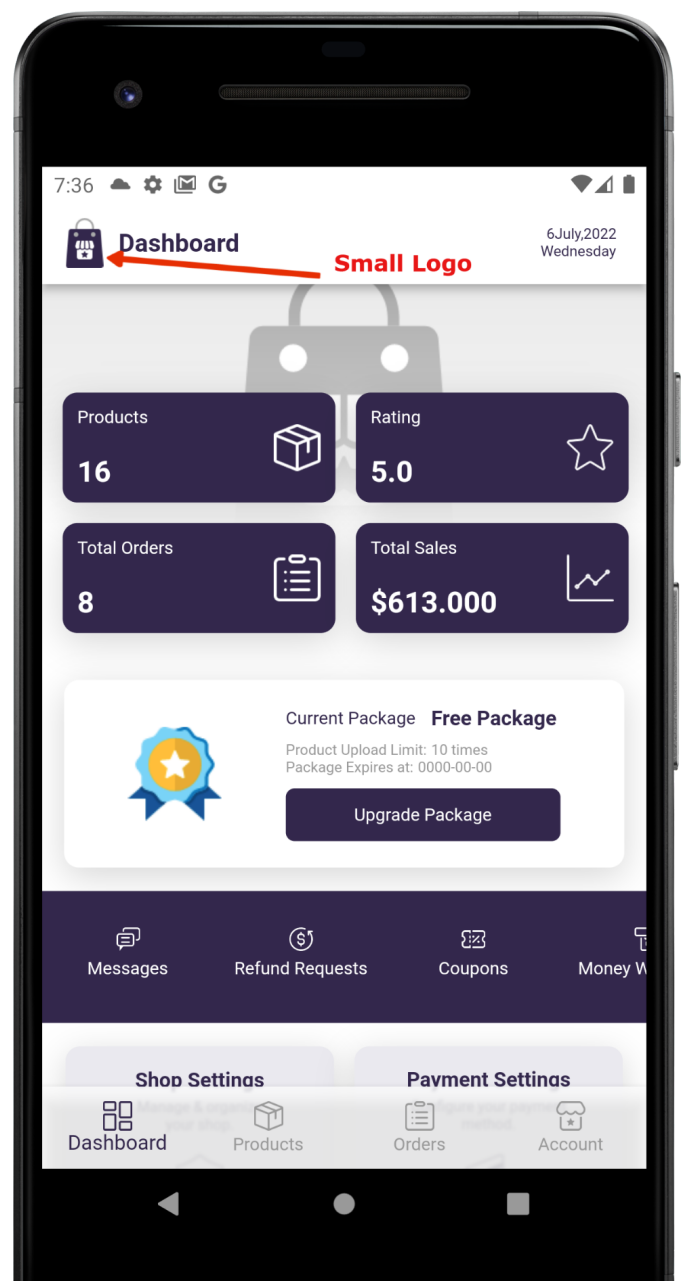 7:36
Dashboard
6July,2022
Wednesday
Small Logo
Products
16
Rating
5.0
Total Orders
8
Total Sales
$613.000
Current Package Free Package
Product Upload Limit: 10 times
Package Expires at: 0000-00-00
Upgrade Package
Messages
Refund Requests
Coupons
Money W
Shop Settings
Payment Settings
Dashboard
Products
Orders
Account